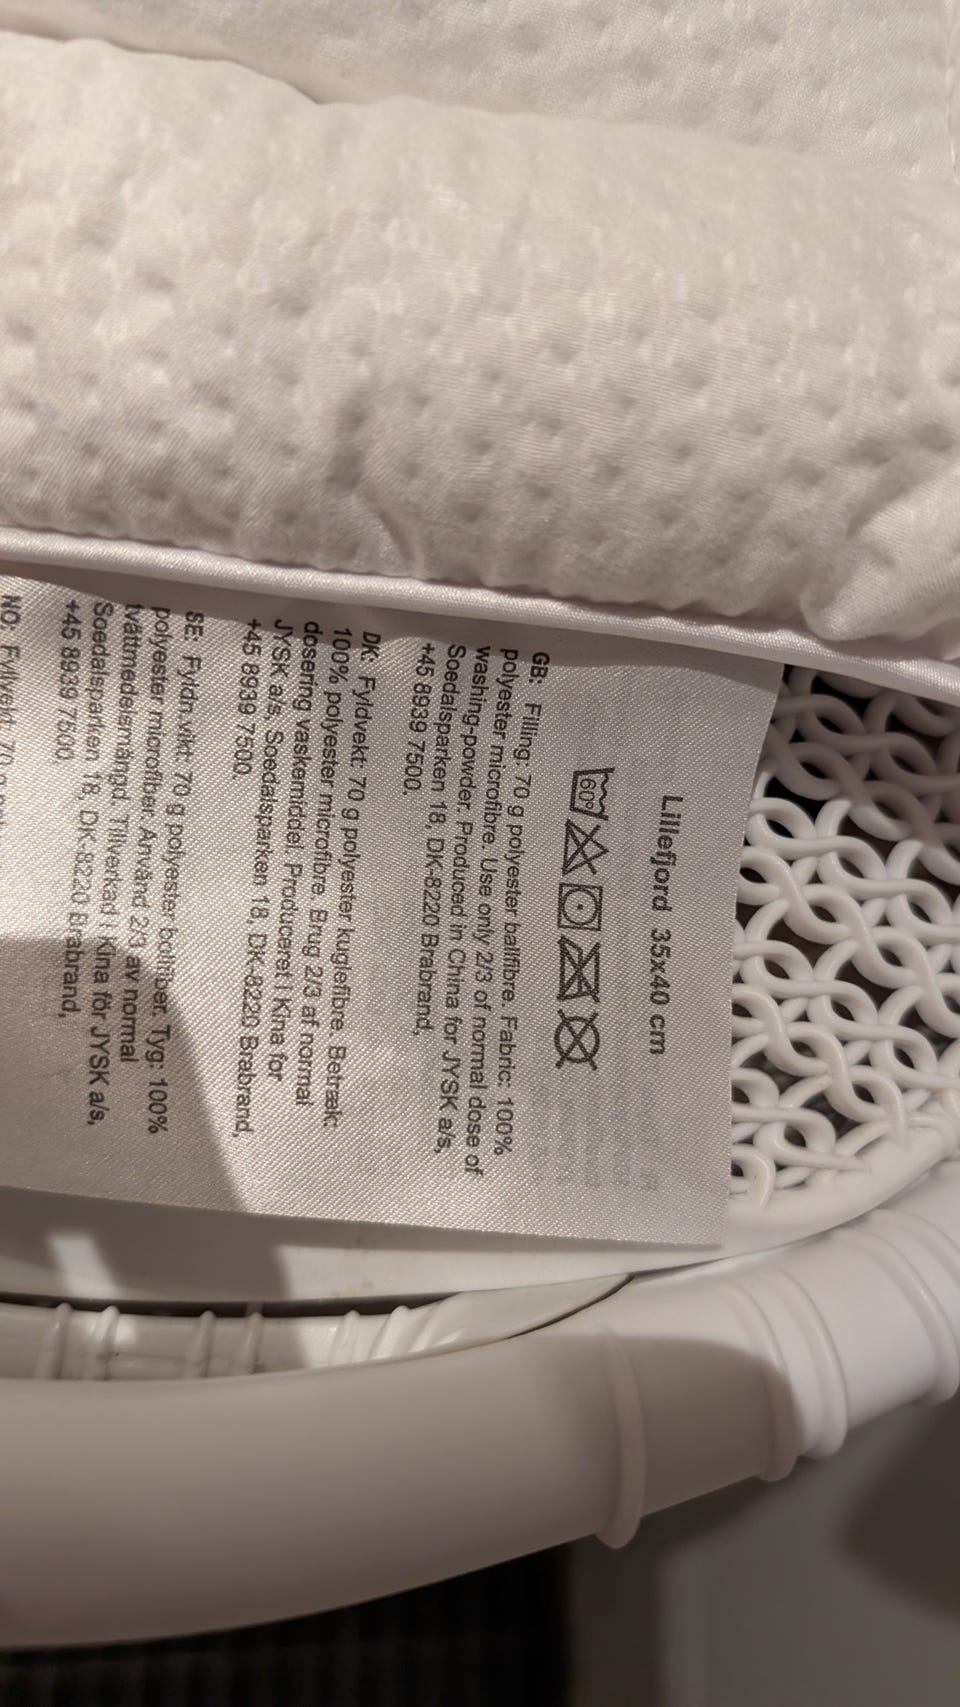 Lillefjord 35x40 cm
60°
GB: Filling: 70 g polyester ballfibre. Fabric: 100%
polyester microfibre. Use only 2/3 of normal dose of
washing-powder. Produced in China for JYSK a/s,
Soedalsparken 18, DK-8220 Brabrand,
+45 8939 7500.
DK: Fyldvekt: 70 g polyester kuglefibre. Betræk:
100% polyester microfibre. Brug 2/3 af normal
dosering vaskemiddel. Produceret i Kina for
JYSK a/s, Soedalsparken 18, DK-8220 Brabrand,
+45 8939 7500.
SE: Fyldn.vikt: 70 g polyester bollfiber. Tyg: 100%
polyester microfiber. Använd 2/3 av normal
tvättmedelsmängd. Tillverkad i Kina för JYSK a/s,
Soedalsparken 18, DK-8220 Brabrand,
+45 8939 7500.
NO: Fyllvekt: 70 g